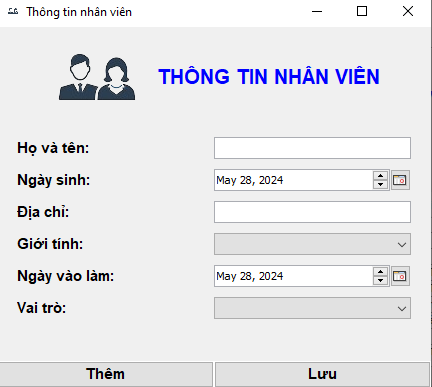 Thông tin nhân viên
THÔNG TIN NHÂN VIÊN
Họ và tên:
Ngày sinh: May 28, 2024
Địa chỉ:
Giới tính:
Ngày vào làm: May 28, 2024
Vai trò:
Thêm Lưu